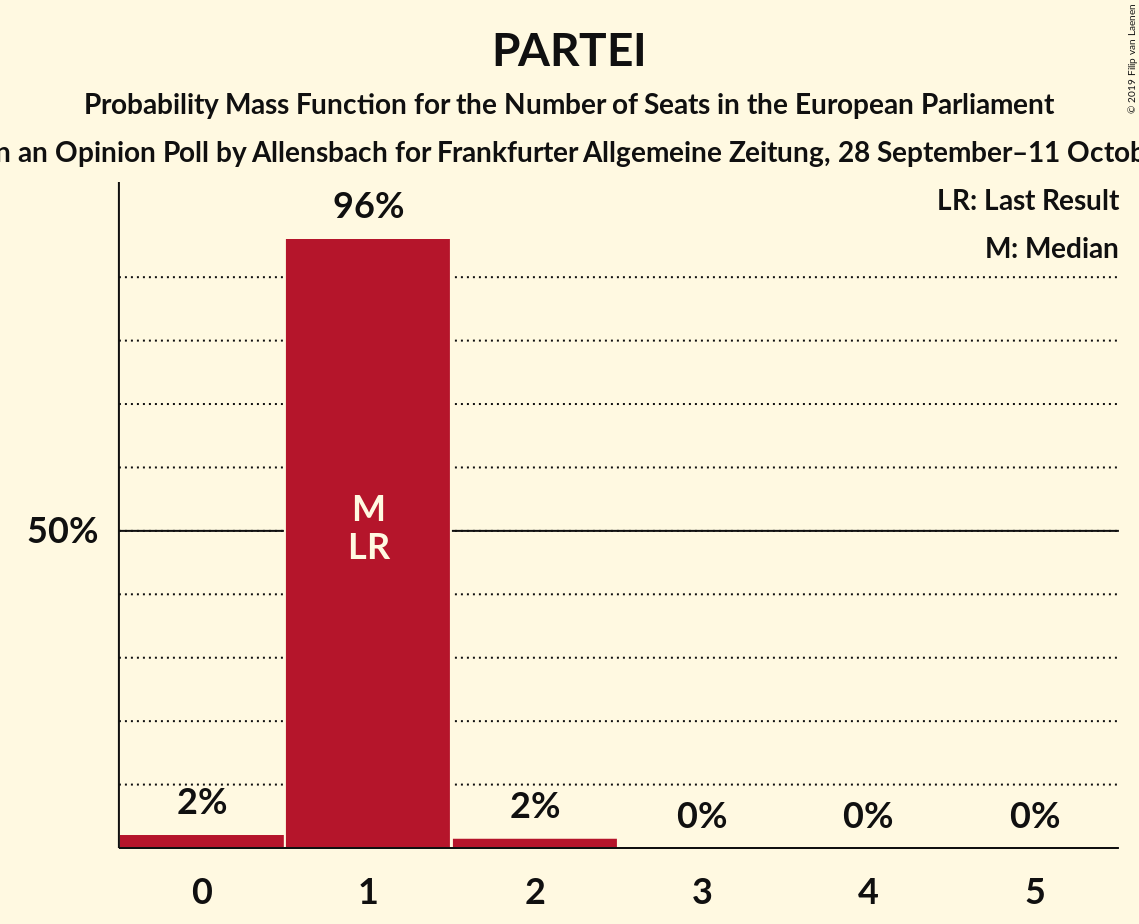 PARTEI
Probability Mass Function for the Number of Seats in the European Parliament
an Opinion Poll by Allensbach for Frankfurter Allgemeine Zeitung, 28 September–11
LR: Last Result
M: Median
96%
M
LR
50%
2%
2%
0%
0%
0%
0
1
2
3
4
5
© 2019 Filip van Laenen